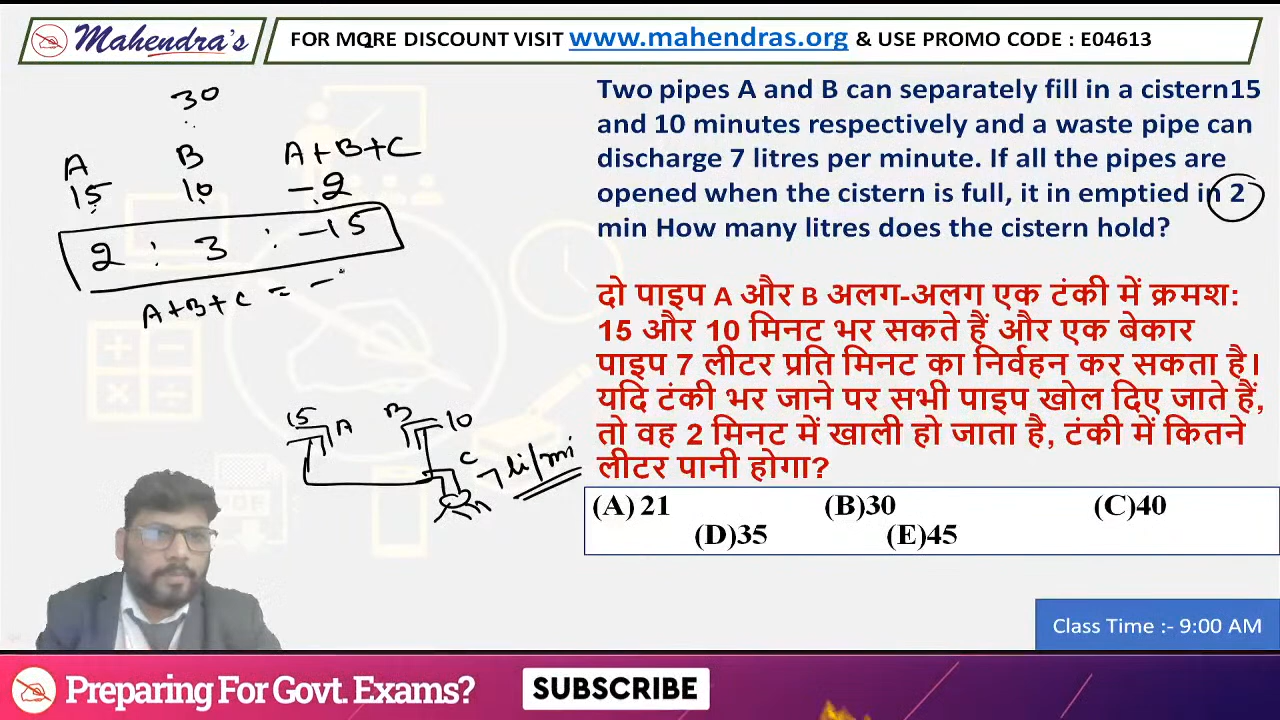 Mahendra's
FOR MORE DISCOUNT VISIT www.mahendras.org & USE PROMO CODE : E04613
30
A B A+B+C
15 10 -2
2 : 3 : -15
A+B+C = -
15 A B 10
C 7 li/mi
Two pipes A and B can separately fill in a cistern15
and 10 minutes respectively and a waste pipe can
discharge 7 litres per minute. If all the pipes are
opened when the cistern is full, it in emptied in 2
min How many litres does the cistern hold?
दो पाइप A और B अलग-अलग एक टंकी में क्रमश:
15 और 10 मिनट भर सकते हैं और एक बेकार
पाइप 7 लीटर प्रति मिनट का निर्वहन कर सकता है।
यदि टंकी भर जाने पर सभी पाइप खोल दिए जाते हैं,
तो वह 2 मिनट में खाली हो जाता है, टंकी में कितने
लीटर पानी होगा?
(A) 21 (B)30 (C)40
(D)35 (E)45
Class Time :- 9:00 AM
Preparing For Govt. Exams? SUBSCRIBE